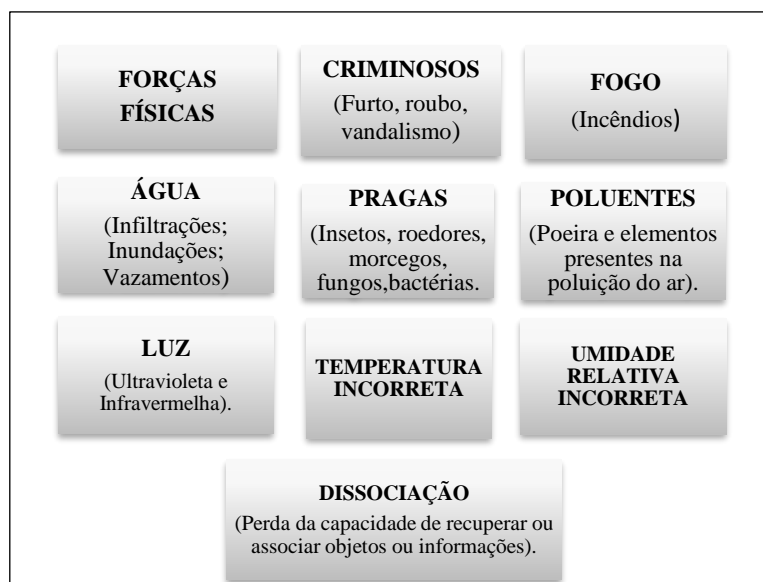 FORÇAS
FÍSICAS
CRIMINOSOS
(Furto, roubo,
vandalismo)
FOGO
(Incêndios)
ÁGUA
(Infiltrações;
Inundações;
Vazamentos)
PRAGAS
(Insetos, roedores,
morcegos,
fungos,bactérias.
POLUENTES
(Poeira e elementos
presentes na
poluição do ar).
LUZ
(Ultravioleta e
Infravermelha).
TEMPERATURA
INCORRETA
UMIDADE
RELATIVA
INCORRETA
DISSOCIAÇÃO
(Perda da capacidade de recuperar ou
associar objetos ou informações).